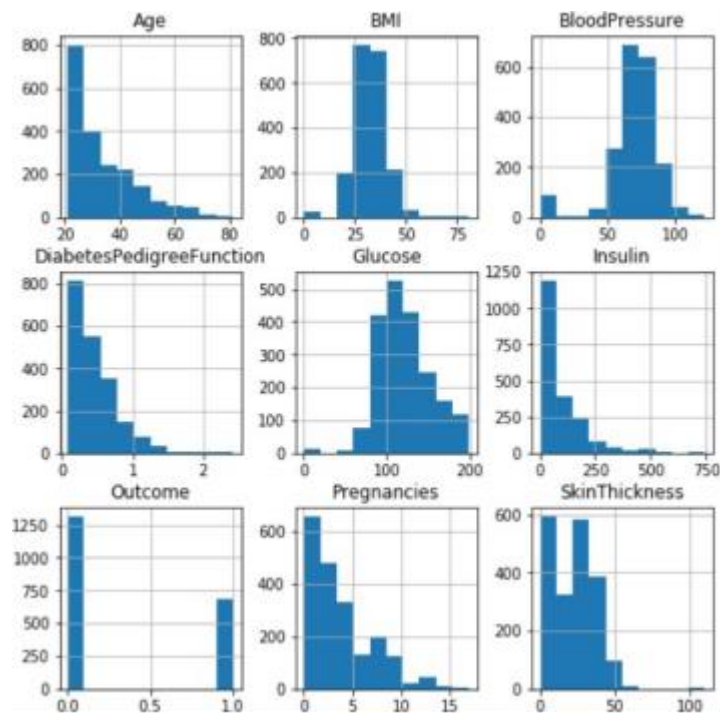 Age BMI BloodPressure
800 800 600
600 600
400 400 400
200 200 200
0 0 0
20 40 60 80 0 25 50 75 0 50 100
DiabetesPedigreeFunction Glucose Insulin
800 500 1250
600 400 1000
400 300 750
200 200 500
0 100 250
0 0
0 1 2 0 100 200 0 250 500 750
Outcome Pregnancies SkinThickness
1250 600 600
1000
750 400 400
500 200 200
250
0 0 0
0.0 0.5 1.0 0 5 10 15 0 50 100